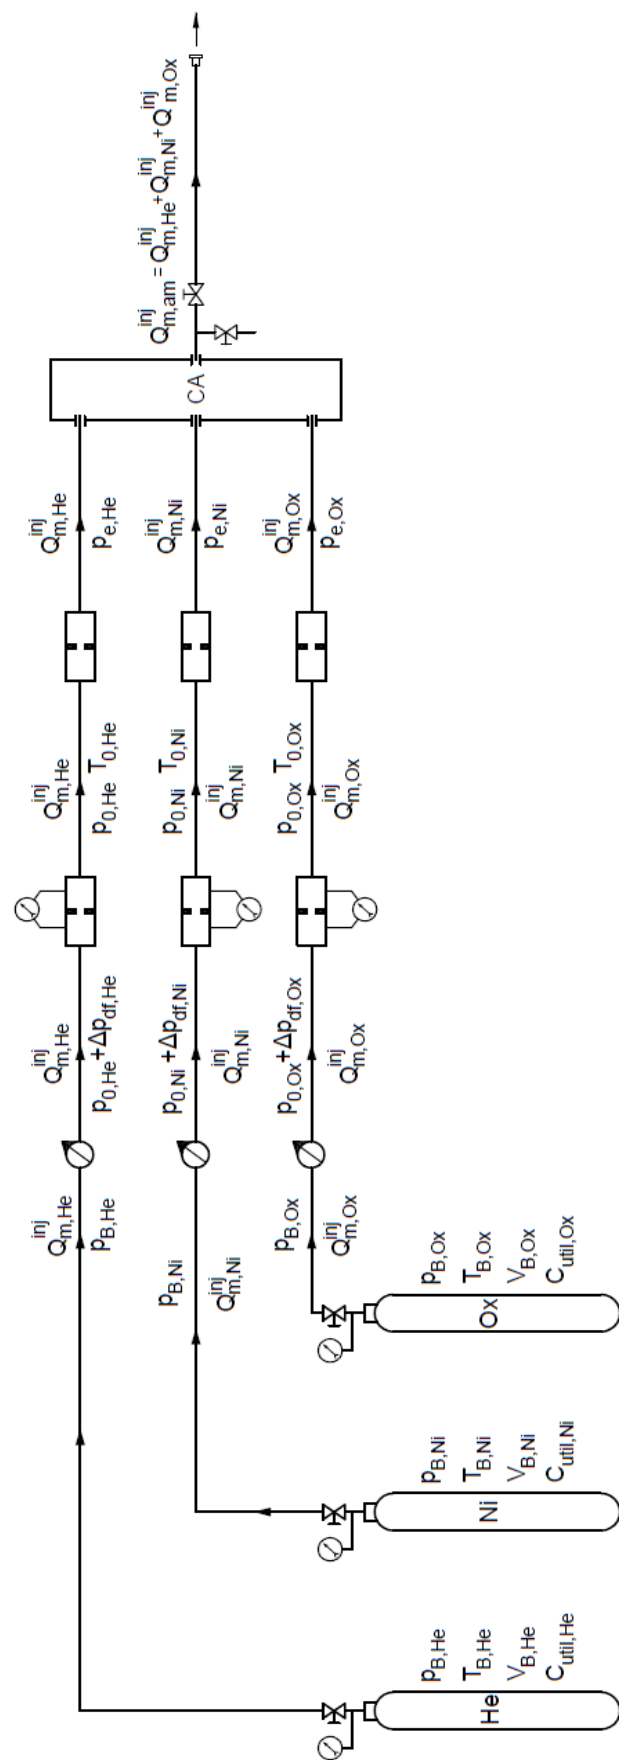 Q^inj_m,am = Q^inj_m,He + Q^inj_m,Ni + Q^inj_m,Ox
CA
Q^inj_m,He
p_e,He
Q^inj_m,Ni
p_e,Ni
Q^inj_m,Ox
p_e,Ox
Q^inj_m,He
p_0,He T_0,He
p_0,Ni T_0,Ni
Q^inj_m,Ni
p_0,Ox T_0,Ox
Q^inj_m,Ox
Q^inj_m,He
p_0,He+Δp_df,He
p_0,Ni+Δp_df,Ni
Q^inj_m,Ni
p_0,Ox+Δp_df,Ox
Q^inj_m,Ox
Q^inj_m,He
p_B,He
p_B,Ni
Q^inj_m,Ni
p_B,Ox
Q^inj_m,Ox
Ox
p_B,Ox
T_B,Ox
V_B,Ox
C_util,Ox
Ni
p_B,Ni
T_B,Ni
V_B,Ni
C_util,Ni
He
p_B,He
T_B,He
V_B,He
C_util,He